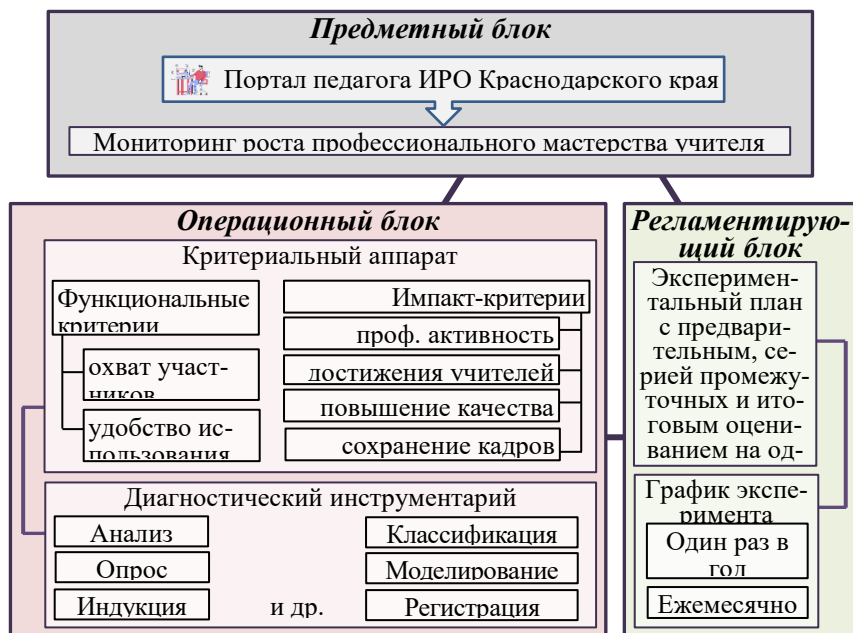 Предметный блок
Портал педагога ИРО Краснодарского края
Мониторинг роста профессионального мастерства учителя
Операционный блок
Критериальный аппарат
Функциональные
критерии
охват участ-
ников
удобство ис-
пользования
Импакт-критерии
проф. активность
достижения учителей
повышение качества
сохранение кадров
Диагностический инструментарий
Анализ
Опрос
Индукция
и др.
Классификация
Моделирование
Регистрация
Регламентирую-
щий блок
Эксперимен-
тальный план
с предвари-
тельным, се-
рией промежу-
точных и ито-
говым оцени-
ванием на од-
График экспе-
римента
Один раз в
год
Ежемесячно